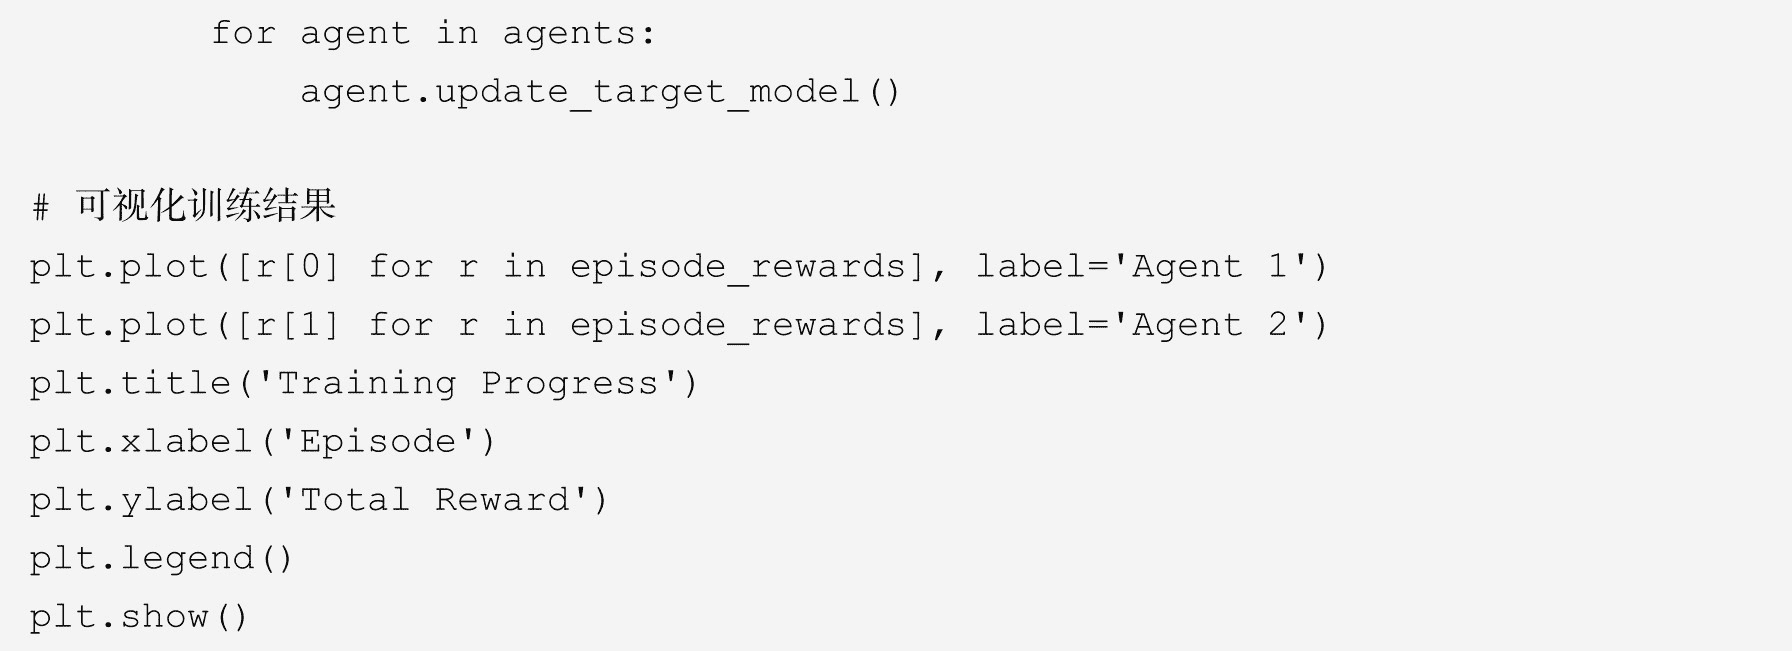 for agent in agents:
            agent.update_target_model()

# 可视化训练结果
plt.plot([r[0] for r in episode_rewards], label='Agent 1')
plt.plot([r[1] for r in episode_rewards], label='Agent 2')
plt.title('Training Progress')
plt.xlabel('Episode')
plt.ylabel('Total Reward')
plt.legend()
plt.show()